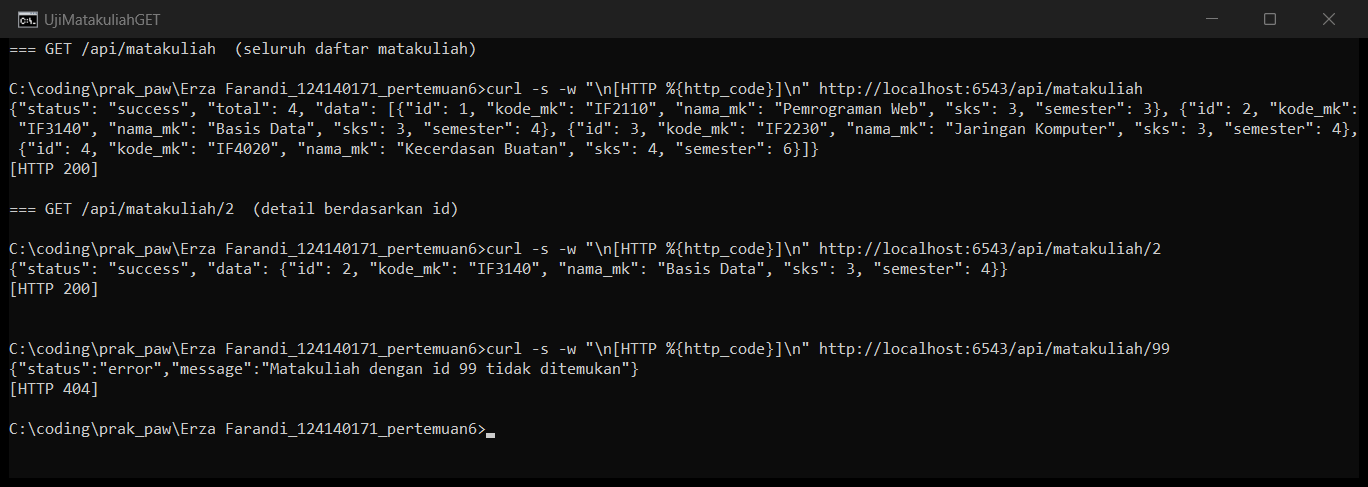 UjiMatakuliahGET
=== GET /api/matakuliah  (seluruh daftar matakuliah)
C:\coding\prak_paw\Erza Farandi_124140171_pertemuan6>curl -s -w "\n[HTTP %{http_code}]\n" http://localhost:6543/api/matakuliah
{"status": "success", "total": 4, "data": [{"id": 1, "kode_mk": "IF2110", "nama_mk": "Pemrograman Web", "sks": 3, "semester": 3}, {"id": 2, "kode_mk":
"IF3140", "nama_mk": "Basis Data", "sks": 3, "semester": 4}, {"id": 3, "kode_mk": "IF2230", "nama_mk": "Jaringan Komputer", "sks": 3, "semester": 4},
{"id": 4, "kode_mk": "IF4020", "nama_mk": "Kecerdasan Buatan", "sks": 4, "semester": 6}]}
[HTTP 200]
=== GET /api/matakuliah/2  (detail berdasarkan id)
C:\coding\prak_paw\Erza Farandi_124140171_pertemuan6>curl -s -w "\n[HTTP %{http_code}]\n" http://localhost:6543/api/matakuliah/2
{"status": "success", "data": {"id": 2, "kode_mk": "IF3140", "nama_mk": "Basis Data", "sks": 3, "semester": 4}}
[HTTP 200]
C:\coding\prak_paw\Erza Farandi_124140171_pertemuan6>curl -s -w "\n[HTTP %{http_code}]\n" http://localhost:6543/api/matakuliah/99
{"status":"error","message":"Matakuliah dengan id 99 tidak ditemukan"}
[HTTP 404]
C:\coding\prak_paw\Erza Farandi_124140171_pertemuan6>